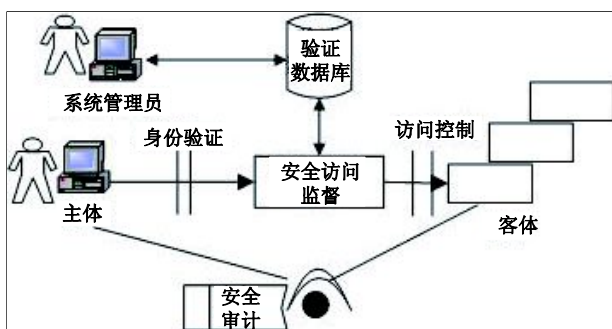 验证
数据库
系统管理员
身份验证
访问控制
安全访问
监督
主体
客体
安全
审计